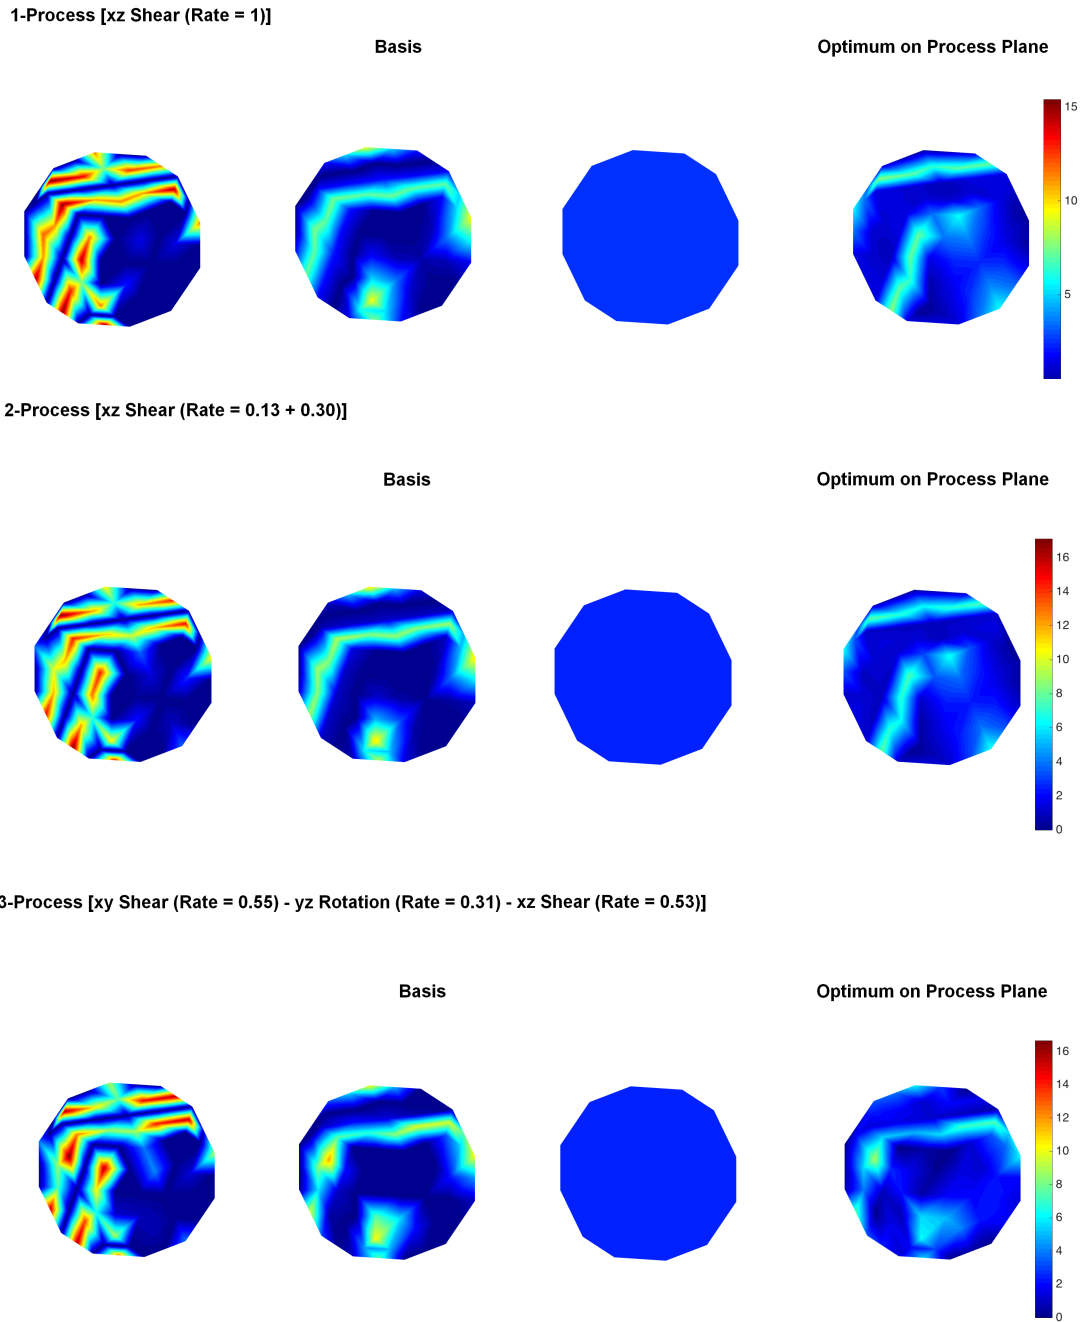 1-Process [xz Shear (Rate = 1)]
Basis
Optimum on Process Plane
15
10
5
2-Process [xz Shear (Rate = 0.13 + 0.30)]
Basis
Optimum on Process Plane
16
14
12
10
8
6
4
2
0
3-Process [xy Shear (Rate = 0.55) - yz Rotation (Rate = 0.31) - xz Shear (Rate = 0.53)]
Basis
Optimum on Process Plane
16
14
12
10
8
6
4
2
0